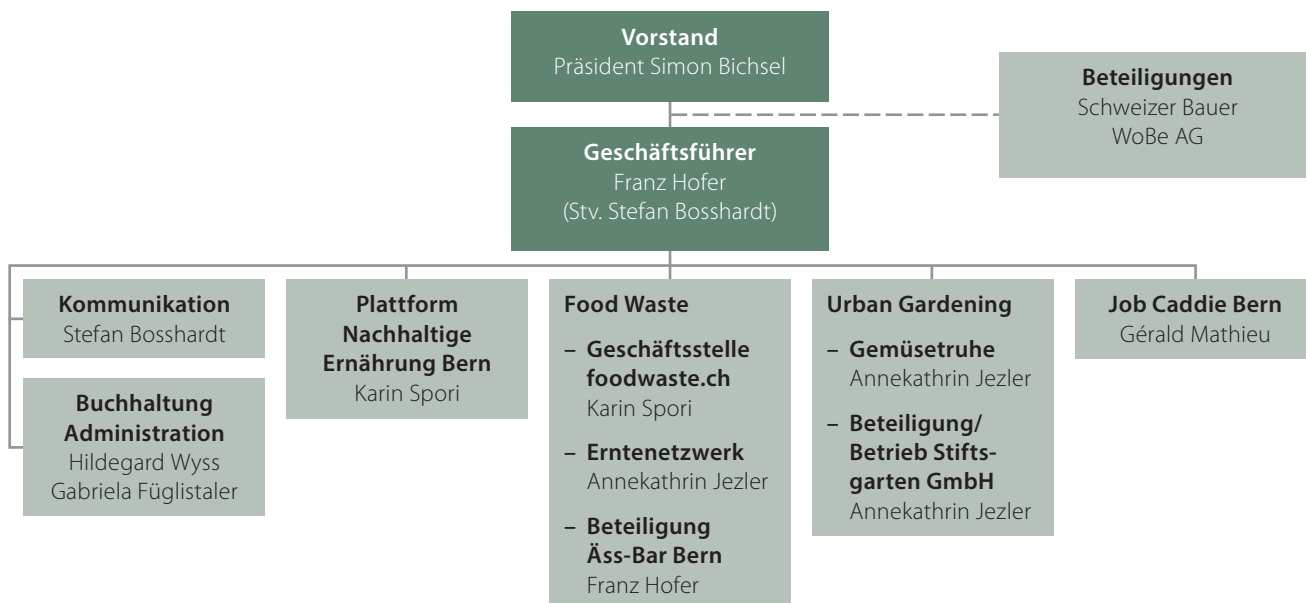 Vorstand
Präsident Simon Bichsel
Beteiligungen
Schweizer Bauer
WoBe AG
Geschäftsführer
Franz Hofer
(Stv. Stefan Bosshardt)
Kommunikation
Stefan Bosshardt
Buchhaltung
Administration
Hildegard Wyss
Gabriela Füglistaler
Plattform
Nachhaltige
Ernährung Bern
Karin Spori
Food Waste
– Geschäftsstelle
foodwaste.ch
Karin Spori
– Erntenetzwerk
Annekathrin Jezler
– Beteiligung
Äss-Bar Bern
Franz Hofer
Urban Gardening
– Gemüsetruhe
Annekathrin Jezler
– Beteiligung/
Betrieb Stifts-
garten GmbH
Annekathrin Jezler
Job Caddie Bern
Gérald Mathieu